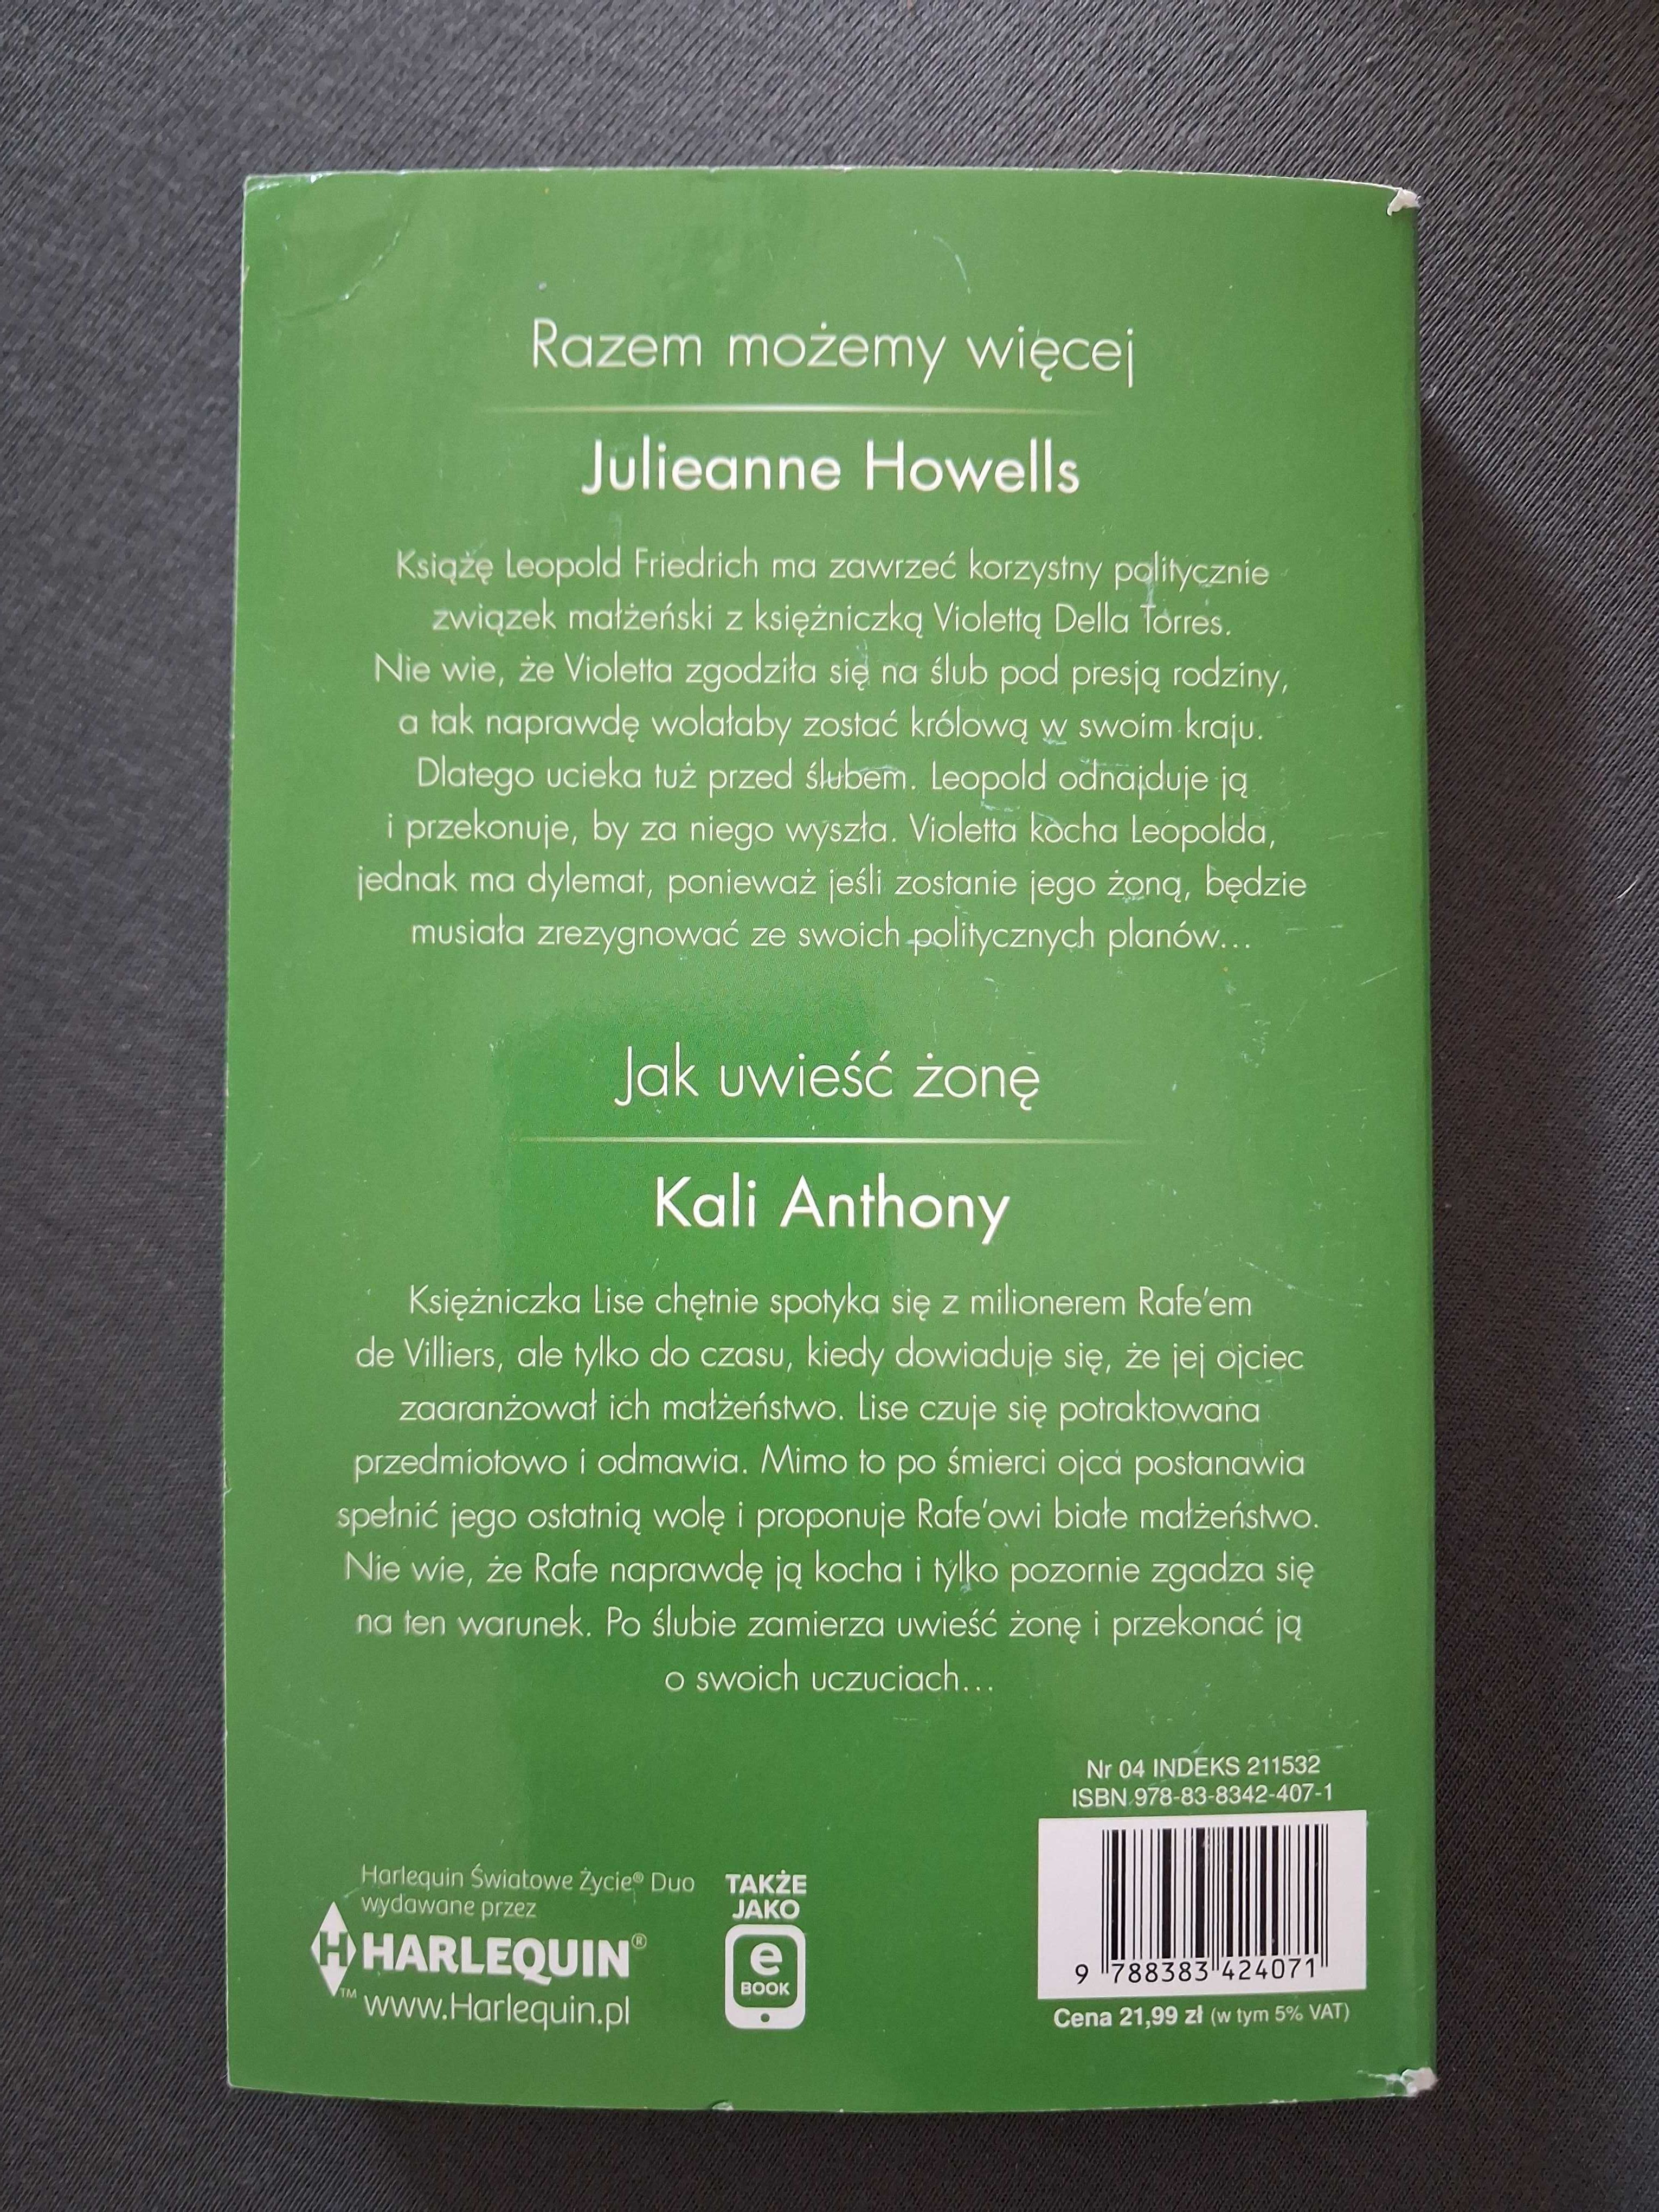 Razem możemy więcej
Julieanne Howells
Książę Leopold Friedrich ma zawrzeć korzystny politycznie
związek małżeński z księżniczką Violettą Della Torres.
Nie wie, że Violetta zgodziła się na ślub pod presją rodziny,
a tak naprawdę wolałaby zostać królową w swoim kraju.
Dlatego ucieka tuż przed ślubem. Leopold odnajduje ją
i przekonuje, by za niego wyszła. Violetta kocha Leopolda,
jednak ma dylemat, ponieważ jeśli zostanie jego żoną, będzie
musiała zrezygnować ze swoich politycznych planów...
Jak uwieść żonę
Kali Anthony
Księżniczka Lise chętnie spotyka się z milionerem Rafe'em
de Villiers, ale tylko do czasu, kiedy dowiaduje się, że jej ojciec
zaaranżował ich małżeństwo. Lise czuje się potraktowana
przedmiotowo i odmawia. Mimo to po śmierci ojca postanawia
spełnić jego ostatnią wolę i proponuje Rafe'owi białe małżeństwo.
Nie wie, że Rafe naprawdę ją kocha i tylko pozornie zgadza się
na ten warunek. Po ślubie zamierza uwieść żonę i przekonać ją
o swoich uczuciach...
Nr 04 INDEKS 211532
ISBN 978-83-8342-407-1
9 788383 424071
Cena 21,99 zł (w tym 5% VAT)
Harlequin Światowe Życie® Duo
wydawane przez
H HARLEQUIN®
™ www.Harlequin.pl
TAKŻE
JAKO
e
BOOK